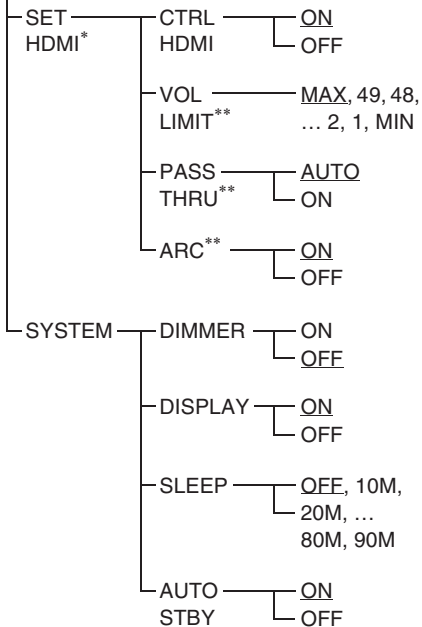 SET CTRL ON
HDMI* HDMI OFF
VOL MAX, 49, 48,
LIMIT** … 2, 1, MIN
PASS AUTO
THRU** ON
ARC** ON
OFF
SYSTEM DIMMER ON
OFF
DISPLAY ON
OFF
SLEEP OFF, 10M,
20M, …
80M, 90M
AUTO ON
STBY OFF